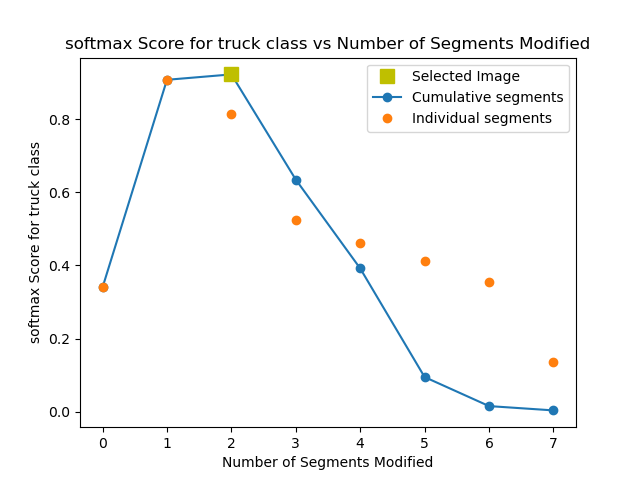 softmax Score for truck class vs Number of Segments Modified
Selected Image
Cumulative segments
Individual segments
softmax Score for truck class
0.8
0.6
0.4
0.2
0.0
0 1 2 3 4 5 6 7
Number of Segments Modified